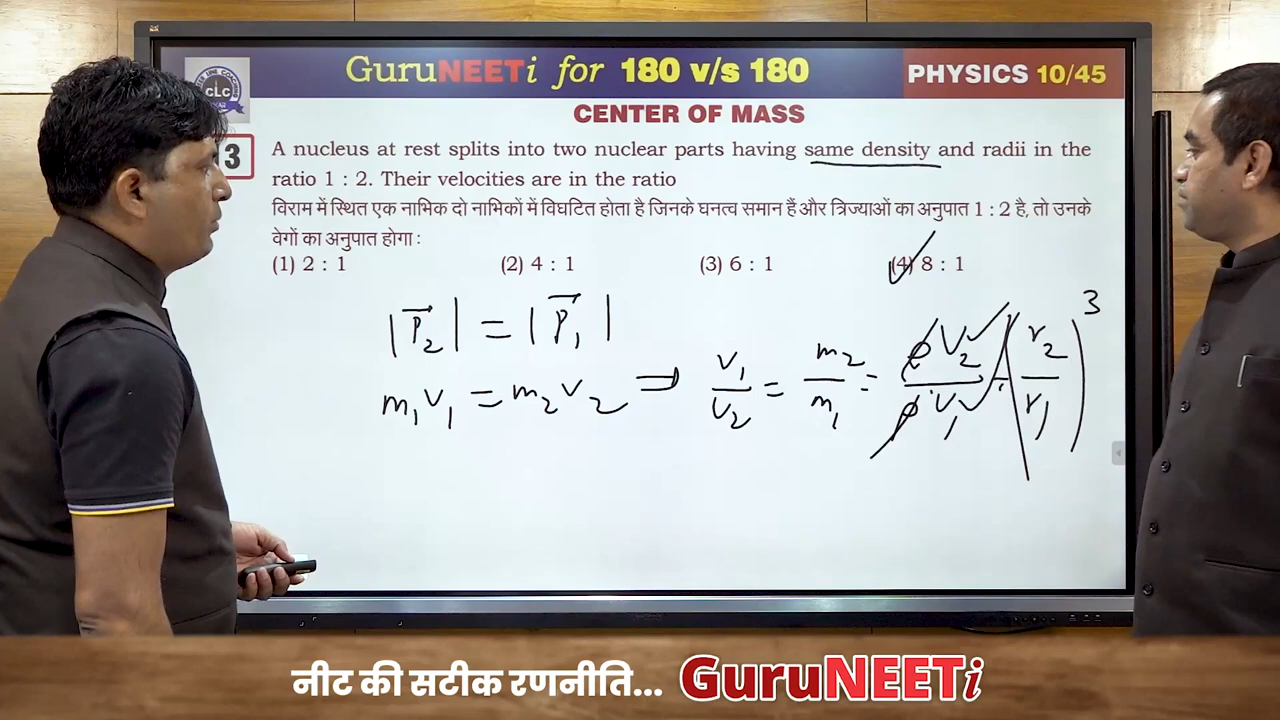 GuruNEETi for 180 v/s 180
PHYSICS 10/45
CLC
CENTER OF MASS
3
A nucleus at rest splits into two nuclear parts having same density and radii in the
ratio 1 : 2. Their velocities are in the ratio
विराम में स्थित एक नाभिक दो नाभिकों में विघटित होता है जिनके घनत्व समान हैं और त्रिज्याओं का अनुपात 1 : 2 है, तो उनके
वेगों का अनुपात होगा :
(1) 2 : 1 (2) 4 : 1 (3) 6 : 1 (4) 8 : 1
|P⃗₂| = |P⃗₁|
m₁v₁ = m₂v₂ ⇒ v₁/v₂ = m₂/m₁ = ρV₂/ρV₁ = (r₂/r₁)³
नीट की सटीक रणनीति... GuruNEETi